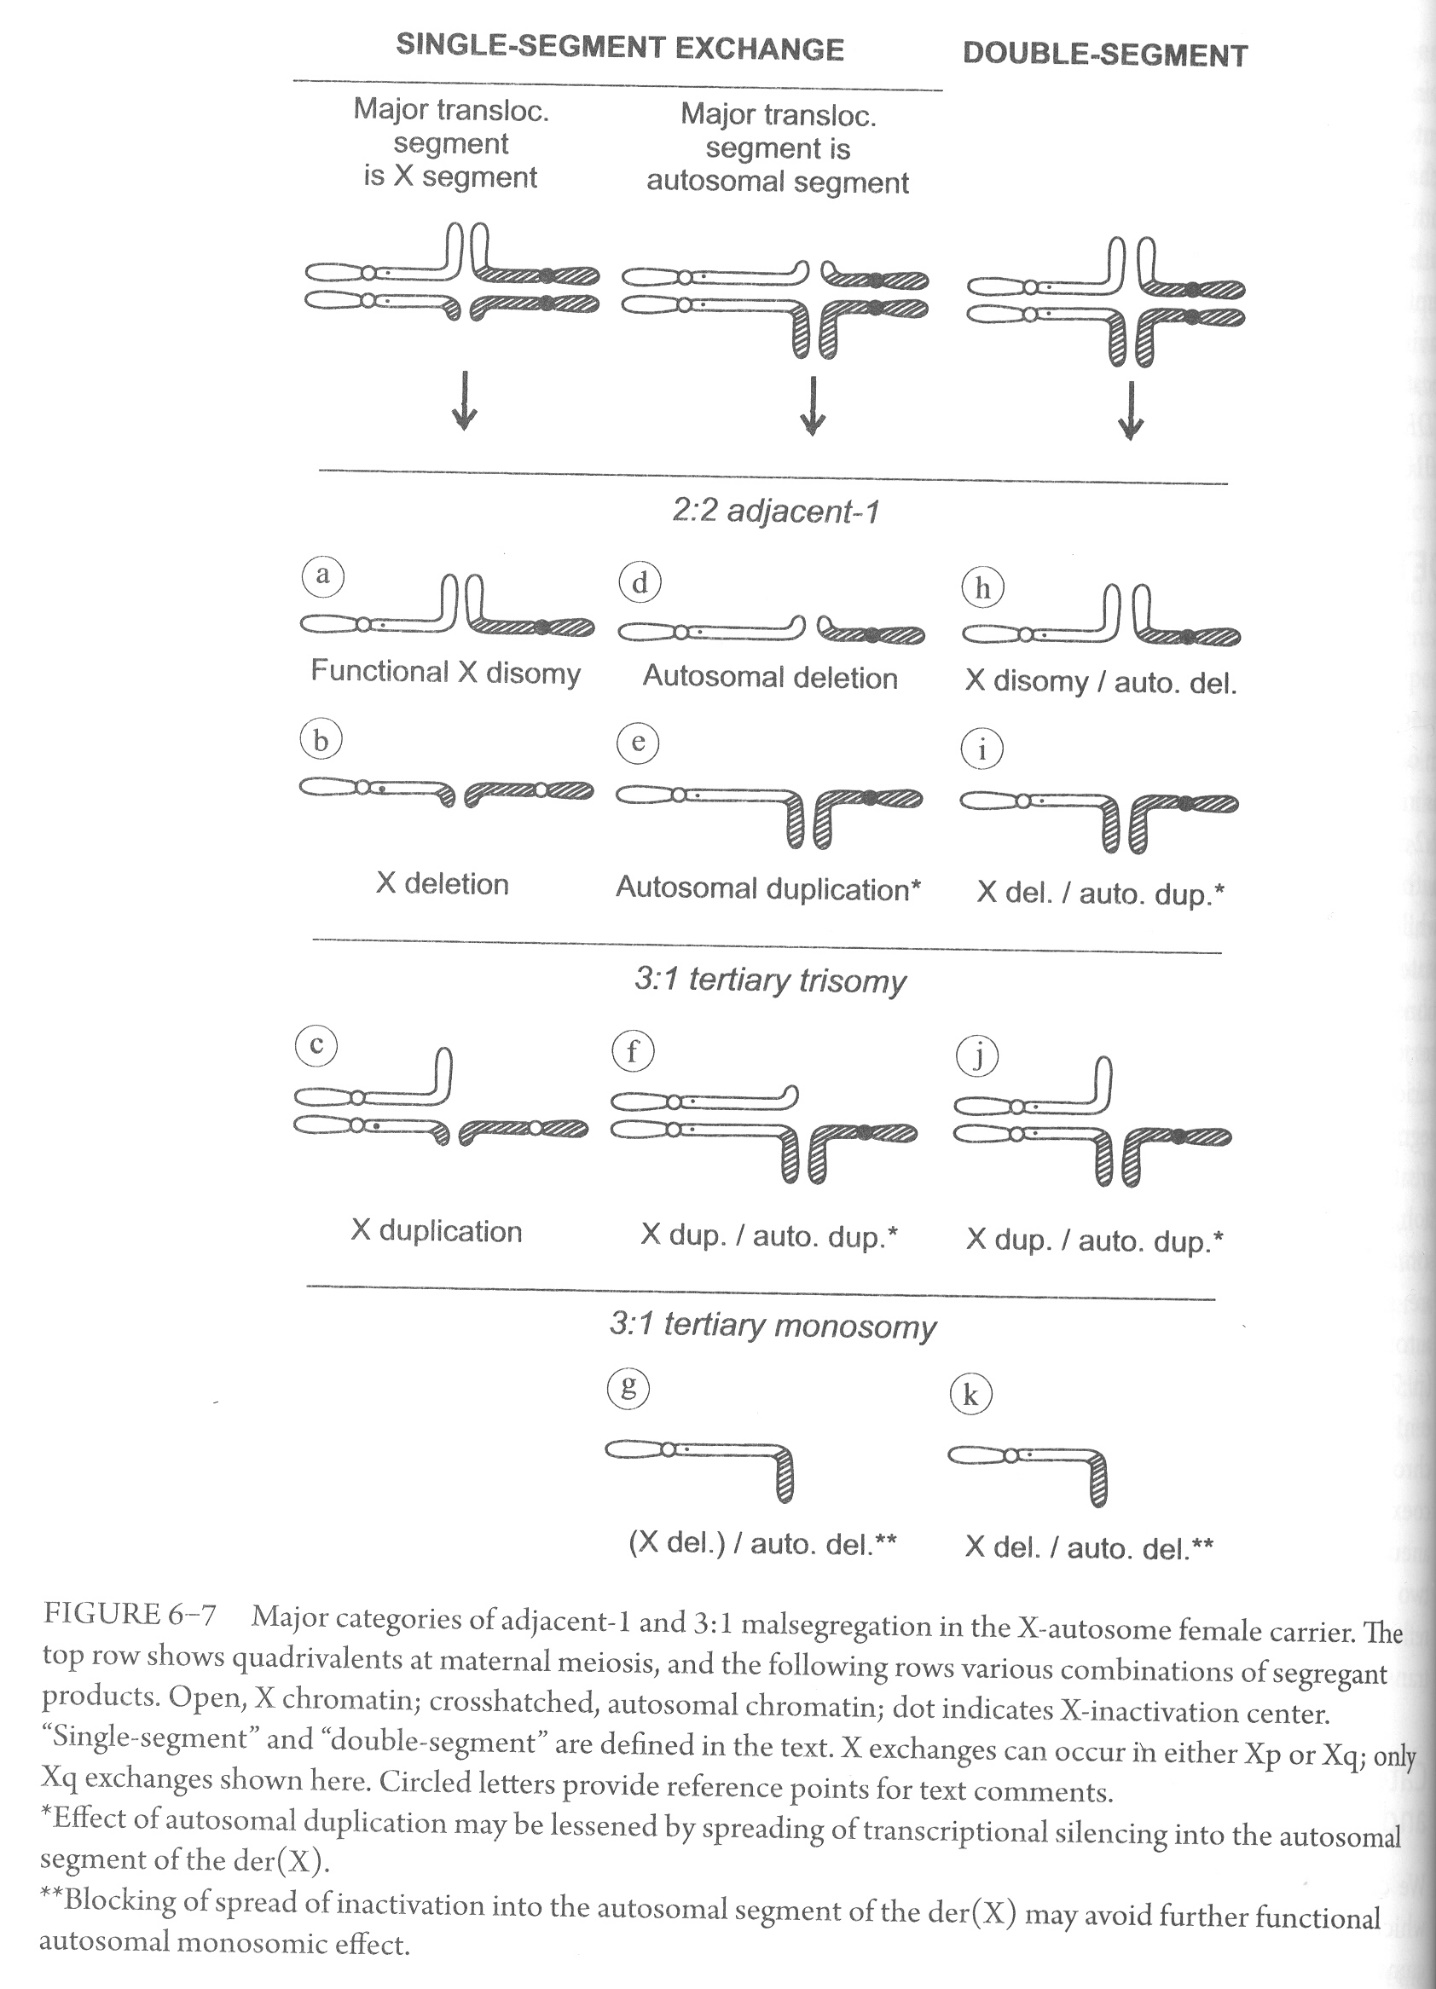 SINGLE-SEGMENT EXCHANGE
DOUBLE-SEGMENT
Major transloc.
segment
is X segment
Major transloc.
segment is
autosomal segment
2:2 adjacent-1
a
d
h
Functional X disomy
Autosomal deletion
X disomy / auto. del.
b
e
i
X deletion
Autosomal duplication*
X del. / auto. dup.*
3:1 tertiary trisomy
c
f
j
X duplication
X dup. / auto. dup.*
X dup. / auto. dup.*
3:1 tertiary monosomy
g
k
(X del.) / auto. del.**
X del. / auto. del.**
FIGURE 6–7 Major categories of adjacent-1 and 3:1 malsegregation in the X-autosome female carrier. The
top row shows quadrivalents at maternal meiosis, and the following rows various combinations of segregant
products. Open, X chromatin; crosshatched, autosomal chromatin; dot indicates X-inactivation center.
“Single-segment” and “double-segment” are defined in the text. X exchanges can occur in either Xp or Xq; only
Xq exchanges shown here. Circled letters provide reference points for text comments.
*Effect of autosomal duplication may be lessened by spreading of transcriptional silencing into the autosomal
segment of the der(X).
**Blocking of spread of inactivation into the autosomal segment of the der(X) may avoid further functional
autosomal monosomic effect.